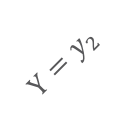 Y = y₂